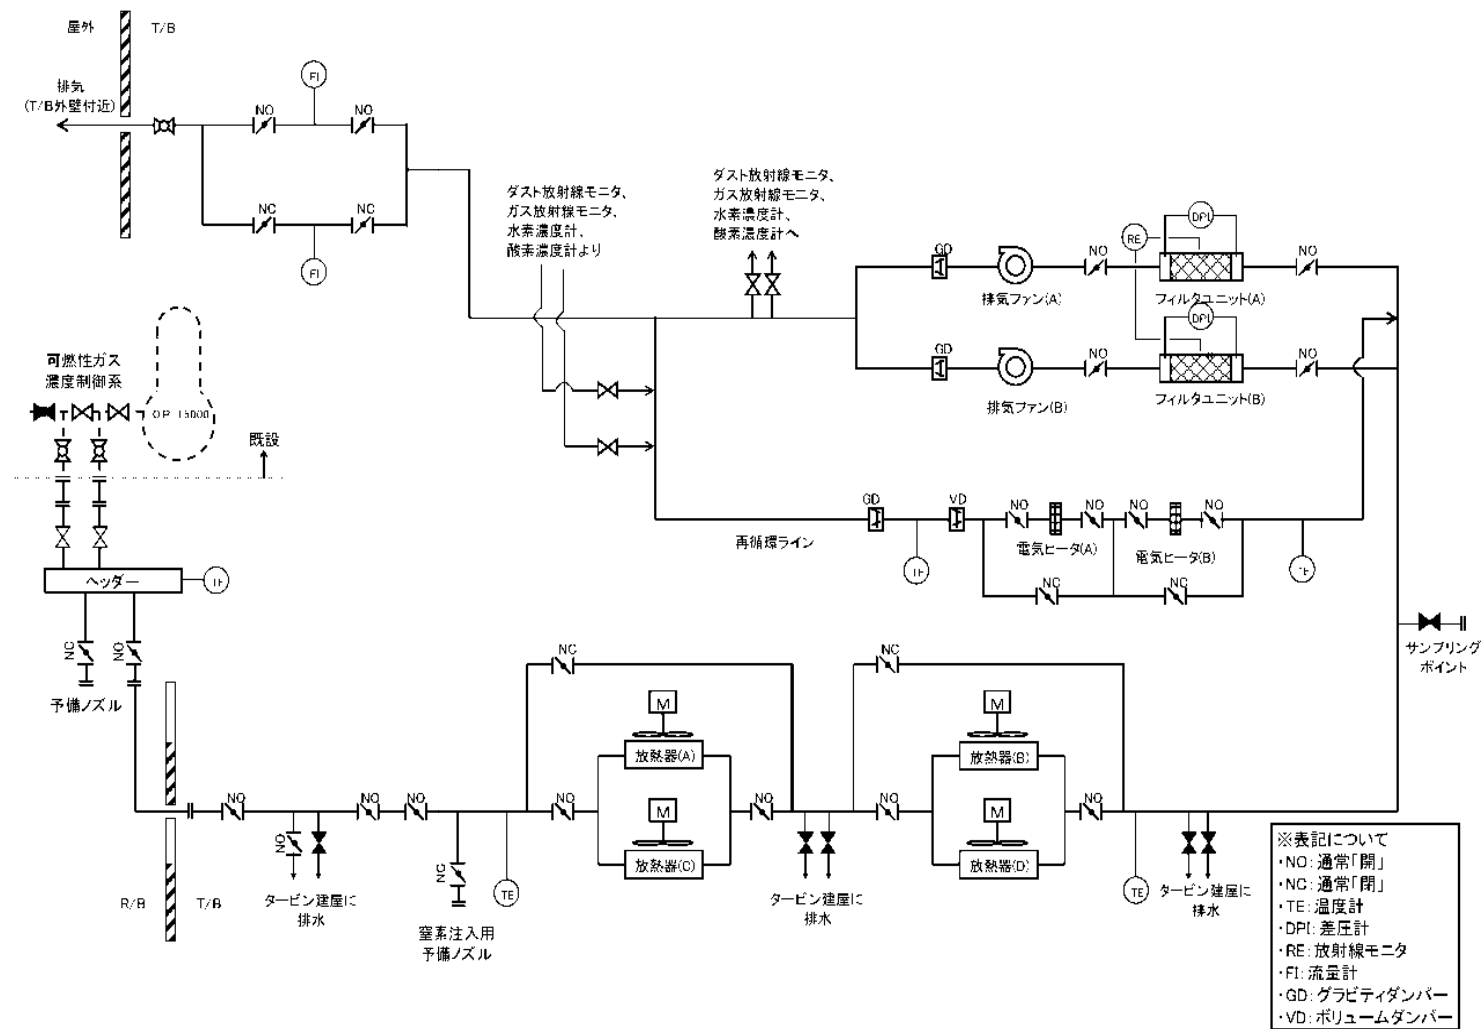 屋外
T/B
排気
(T/B外壁付近)
FI
NO
NO
NC
NC
FI
ダスト放射線モニタ、
ガス放射線モニタ、
水素濃度計、
酸素濃度計より
ダスト放射線モニタ、
ガス放射線モニタ、
水素濃度計、
酸素濃度計へ
GD
排気ファン(A)
NO
RE
DPI
フィルタユニット(A)
NO
GD
排気ファン(B)
NO
DPI
フィルタユニット(B)
NO
可燃性ガス
濃度制御系
既設
GD
VD
NO
NO
NO
NO
再循環ライン
電気ヒータ(A)
電気ヒータ(B)
TE
TE
NC
NC
ヘッダー
TE
NC
NO
予備ノズル
サンプリング
ポイント
NC
NC
M
放熱器(A)
M
放熱器(B)
NO
NO
NO
NO
NO
NO
NO
M
放熱器(C)
M
放熱器(D)
NO
NC
TE
TE
R/B
T/B
タービン建屋に
排水
窒素注入用
予備ノズル
タービン建屋に
排水
タービン建屋に
排水
※表記について
・NO：通常「開」
・NC：通常「閉」
・TE：温度計
・DPI：差圧計
・RE：放射線モニタ
・FI：流量計
・GD：グラビティダンパー
・VD：ボリュームダンパー